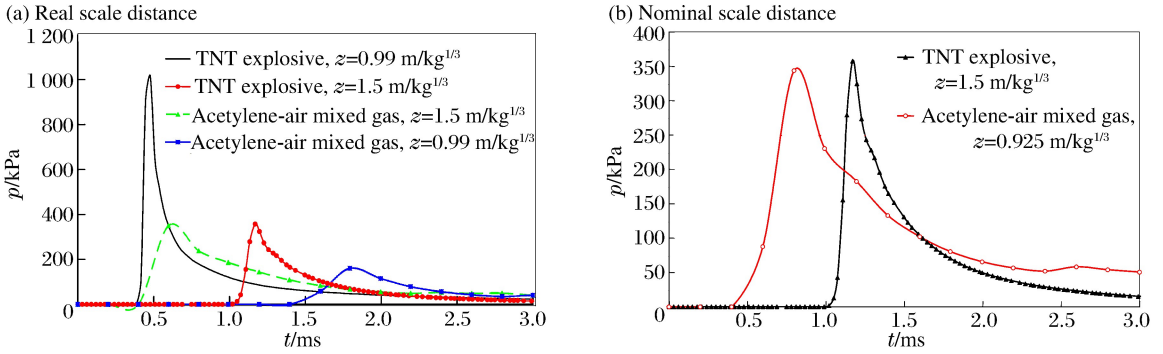 (a) Real scale distance
1 200
1 000
800
600
400
200
0
p/kPa
TNT explosive, z=0.99 m/kg1/3
TNT explosive, z=1.5 m/kg1/3
Acetylene-air mixed gas, z=1.5 m/kg1/3
Acetylene-air mixed gas, z=0.99 m/kg1/3
0.5 1.0 1.5 2.0 2.5 3.0
t/ms
(b) Nominal scale distance
400
350
300
250
200
150
100
50
0
p/kPa
TNT explosive,
z=1.5 m/kg1/3
Acetylene-air mixed gas,
z=0.925 m/kg1/3
0.5 1.0 1.5 2.0 2.5 3.0
t/ms